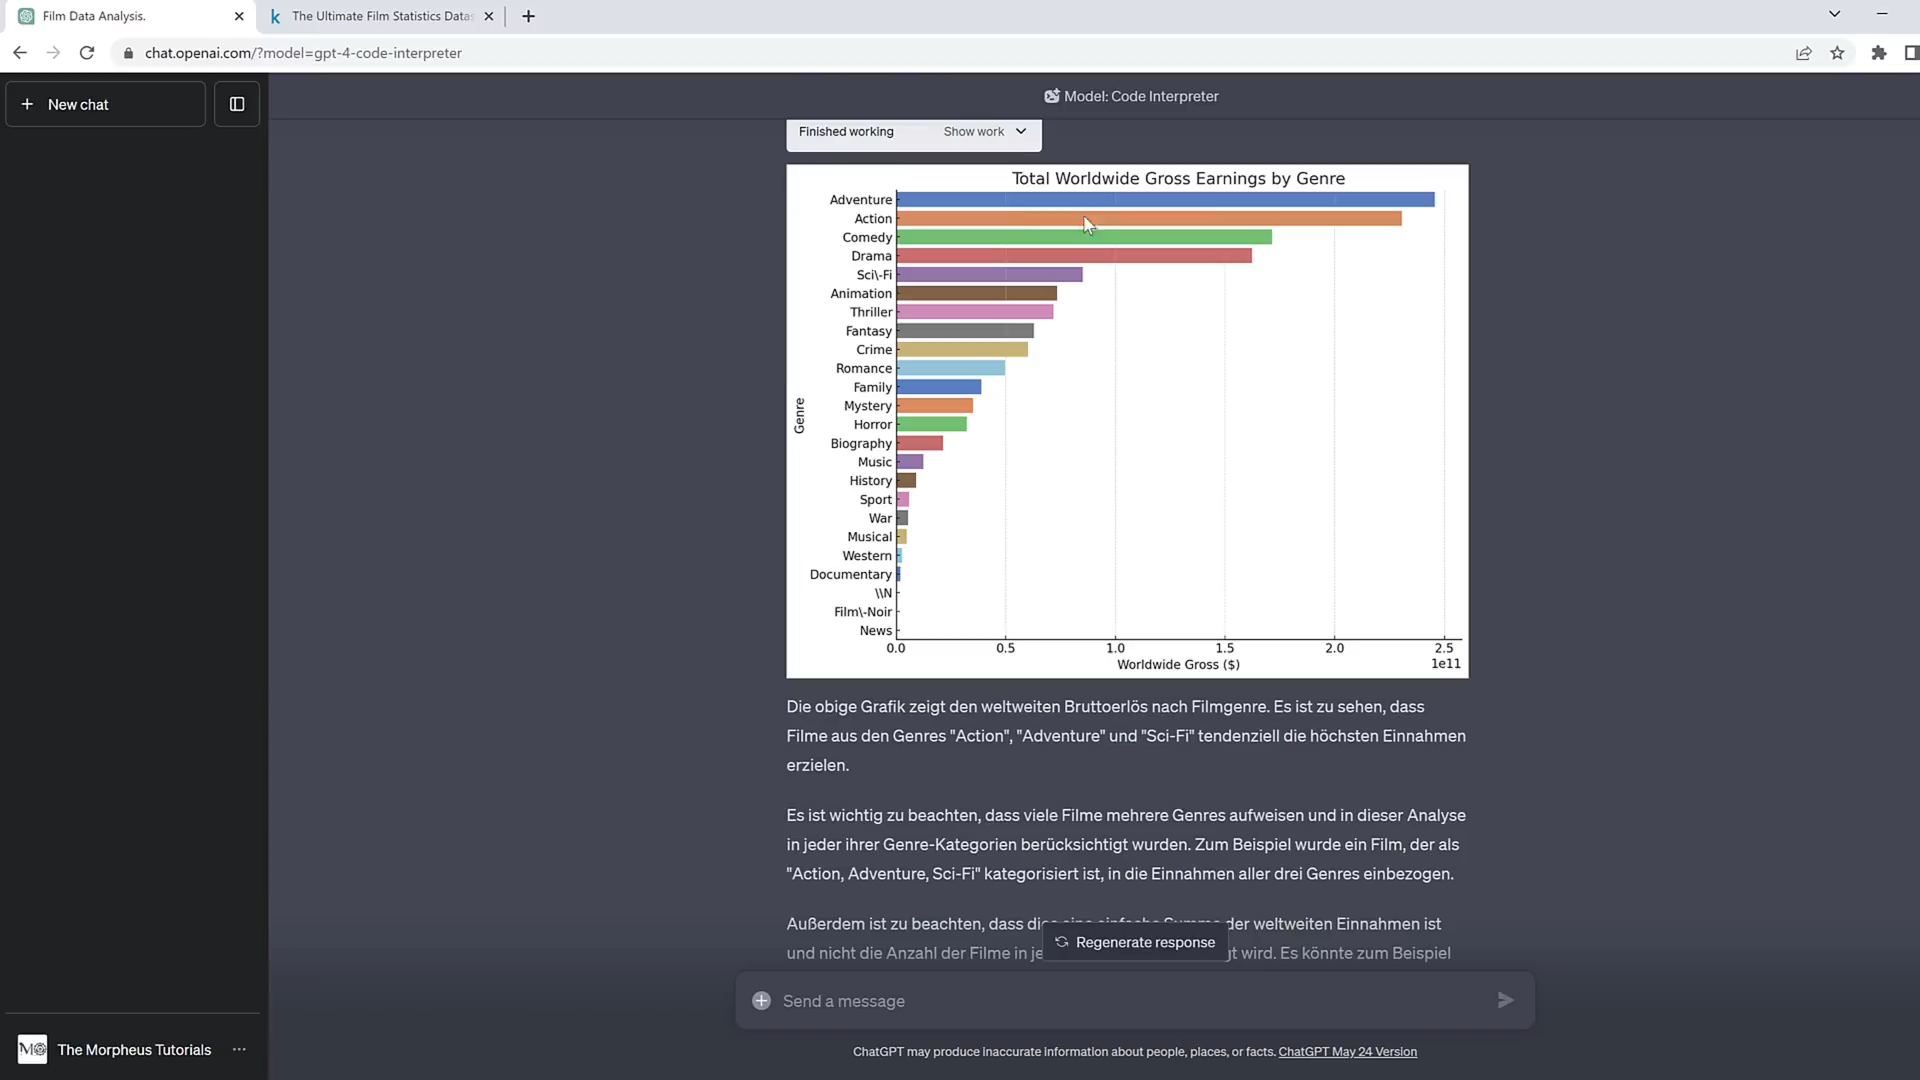 Film Data Analysis.
The Ultimate Film Statistics Datas
chat.openai.com/?model=gpt-4-code-interpreter
New chat
Model: Code Interpreter
Finished working Show work
Total Worldwide Gross Earnings by Genre
Adventure
Action
Comedy
Drama
Sci\-Fi
Animation
Thriller
Fantasy
Crime
Romance
Family
Mystery
Horror
Biography
Music
History
Sport
War
Musical
Western
Documentary
\\N
Film\-Noir
News
Genre
0.0 0.5 1.0 1.5 2.0 2.5
Worldwide Gross ($) 1e11
Die obige Grafik zeigt den weltweiten Bruttoerlös nach Filmgenre. Es ist zu sehen, dass
Filme aus den Genres "Action", "Adventure" und "Sci-Fi" tendenziell die höchsten Einnahmen
erzielen.
Es ist wichtig zu beachten, dass viele Filme mehrere Genres aufweisen und in dieser Analyse
in jeder ihrer Genre-Kategorien berücksichtigt wurden. Zum Beispiel wurde ein Film, der als
"Action, Adventure, Sci-Fi" kategorisiert ist, in die Einnahmen aller drei Genres einbezogen.
Außerdem ist zu beachten, dass dies eine einfache Summe der weltweiten Einnahmen ist
und nicht die Anzahl der Filme in wird. Es könnte zum Beispiel
Regenerate response
Send a message
The Morpheus Tutorials
ChatGPT may produce inaccurate information about people, places, or facts. ChatGPT May 24 Version